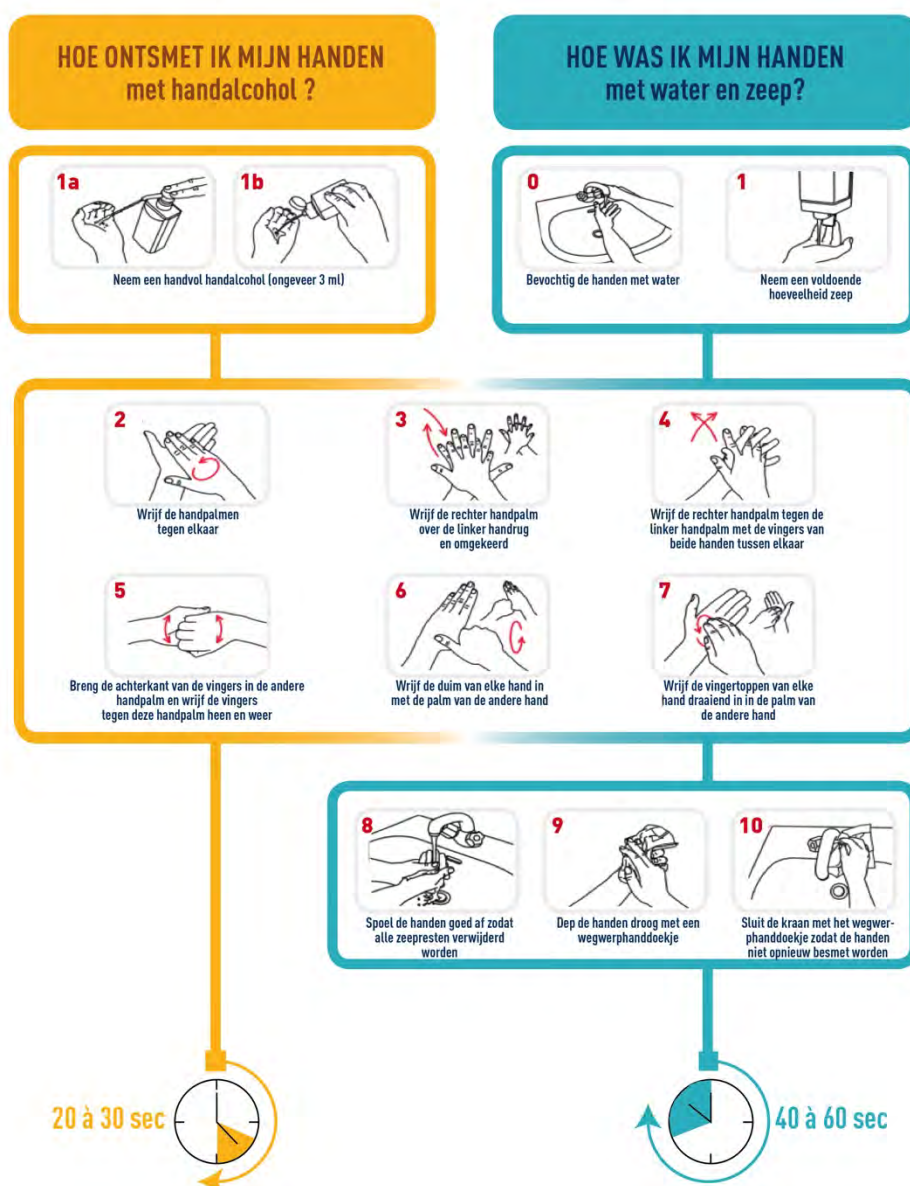 HOE ONTSMET IK MIJN HANDEN
met handalcohol ?
HOE WAS IK MIJN HANDEN
met water en zeep?
1a
1b
Neem een handvol handalcohol (ongeveer 3 ml)
0
Bevochtig de handen met water
1
Neem een voldoende
hoeveelheid zeep
2
Wrijf de handpalmen
tegen elkaar
3
Wrijf de rechter handpalm
over de linker handrug
en omgekeerd
4
Wrijf de rechter handpalm tegen de
linker handpalm met de vingers van
beide handen tussen elkaar
5
Breng de achterkant van de vingers in de andere
handpalm en wrijf de vingers
tegen deze handpalm heen en weer
6
Wrijf de duim van elke hand in
met de palm van de andere hand
7
Wrijf de vingertoppen van elke
hand draaiend in in de palm van
de andere hand
8
Spoel de handen goed af zodat
alle zeepresten verwijderd
worden
9
Dep de handen droog met een
wegwerphanddoekje
10
Sluit de kraan met het wegwer-
phanddoekje zodat de handen
niet opnieuw besmet worden
20 à 30 sec
40 à 60 sec